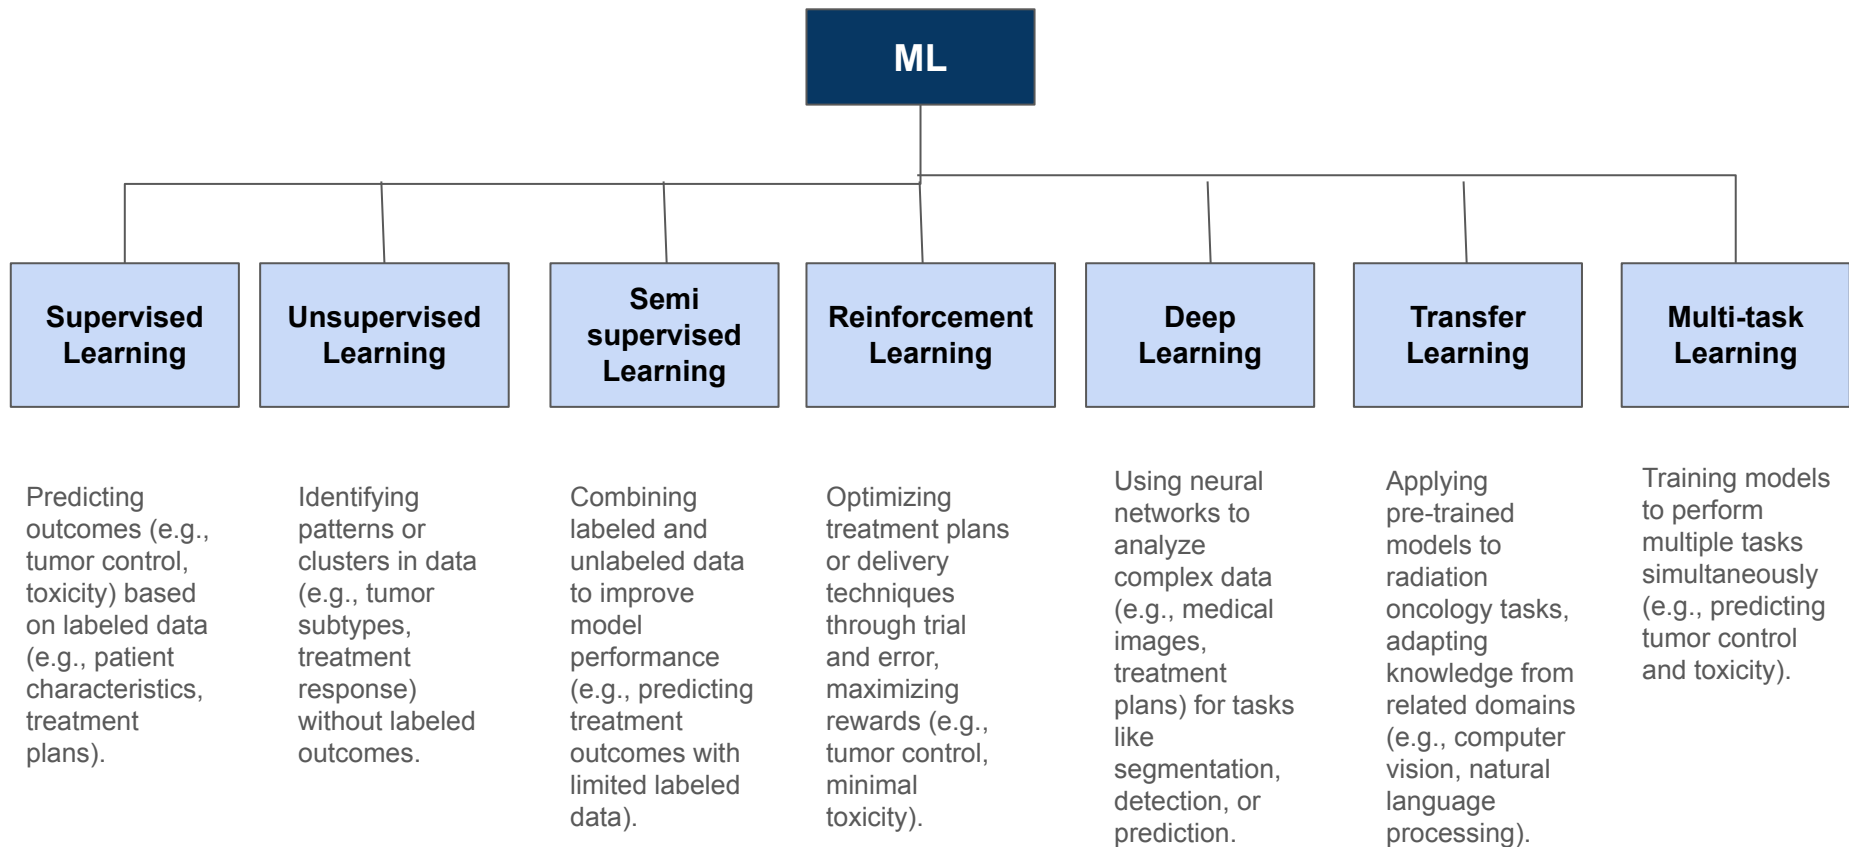 ML
Supervised
Learning
Unsupervised
Learning
Semi
supervised
Learning
Reinforcement
Learning
Deep
Learning
Transfer
Learning
Multi-task
Learning
Predicting
outcomes (e.g.,
tumor control,
toxicity) based
on labeled data
(e.g., patient
characteristics,
treatment
plans).
Identifying
patterns or
clusters in data
(e.g., tumor
subtypes,
treatment
response)
without labeled
outcomes.
Combining
labeled and
unlabeled data
to improve
model
performance
(e.g., predicting
treatment
outcomes with
limited labeled
data).
Optimizing
treatment plans
or delivery
techniques
through trial
and error,
maximizing
rewards (e.g.,
tumor control,
minimal
toxicity).
Using neural
networks to
analyze
complex data
(e.g., medical
images,
treatment
plans) for tasks
like
segmentation,
detection, or
prediction.
Applying
pre-trained
models to
radiation
oncology tasks,
adapting
knowledge from
related domains
(e.g., computer
vision, natural
language
processing).
Training models
to perform
multiple tasks
simultaneously
(e.g., predicting
tumor control
and toxicity).